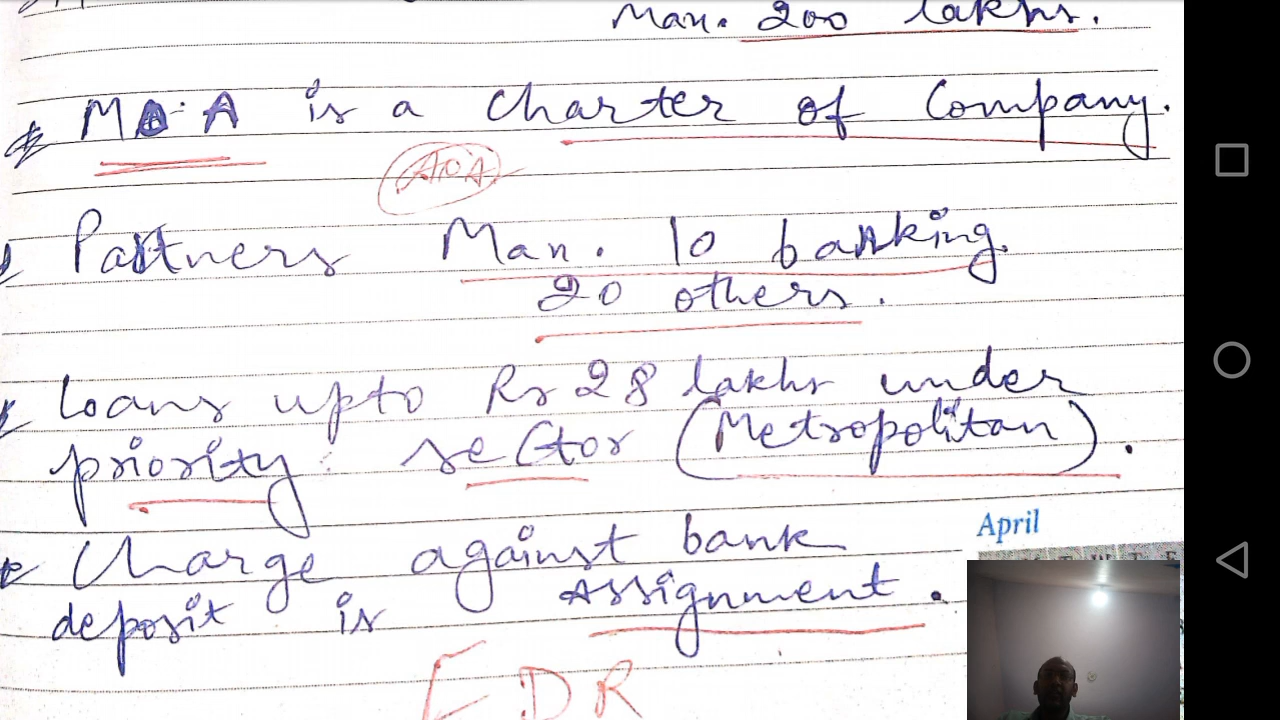 Max. 200 lakhs.
MOA is a charter of Company.
AOA
Partners Max. 10 banking.
20 others.
loans upto Rs 28 lakhs under
priority sector (Metropolitan).
April
Charge against bank
deposit is Assignment.
FDR